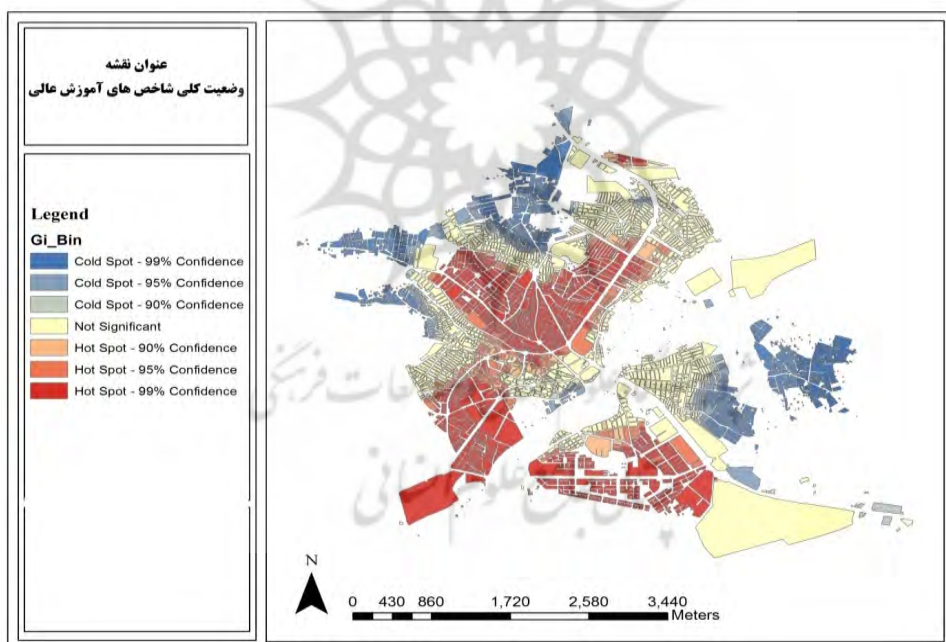 عنوان نقشه
وضعیت کلی شاخص های آموزش عالی
Legend
Gi_Bin
Cold Spot - 99% Confidence
Cold Spot - 95% Confidence
Cold Spot - 90% Confidence
Not Significant
Hot Spot - 90% Confidence
Hot Spot - 95% Confidence
Hot Spot - 99% Confidence
N
0 430 860 1,720 2,580 3,440
Meters